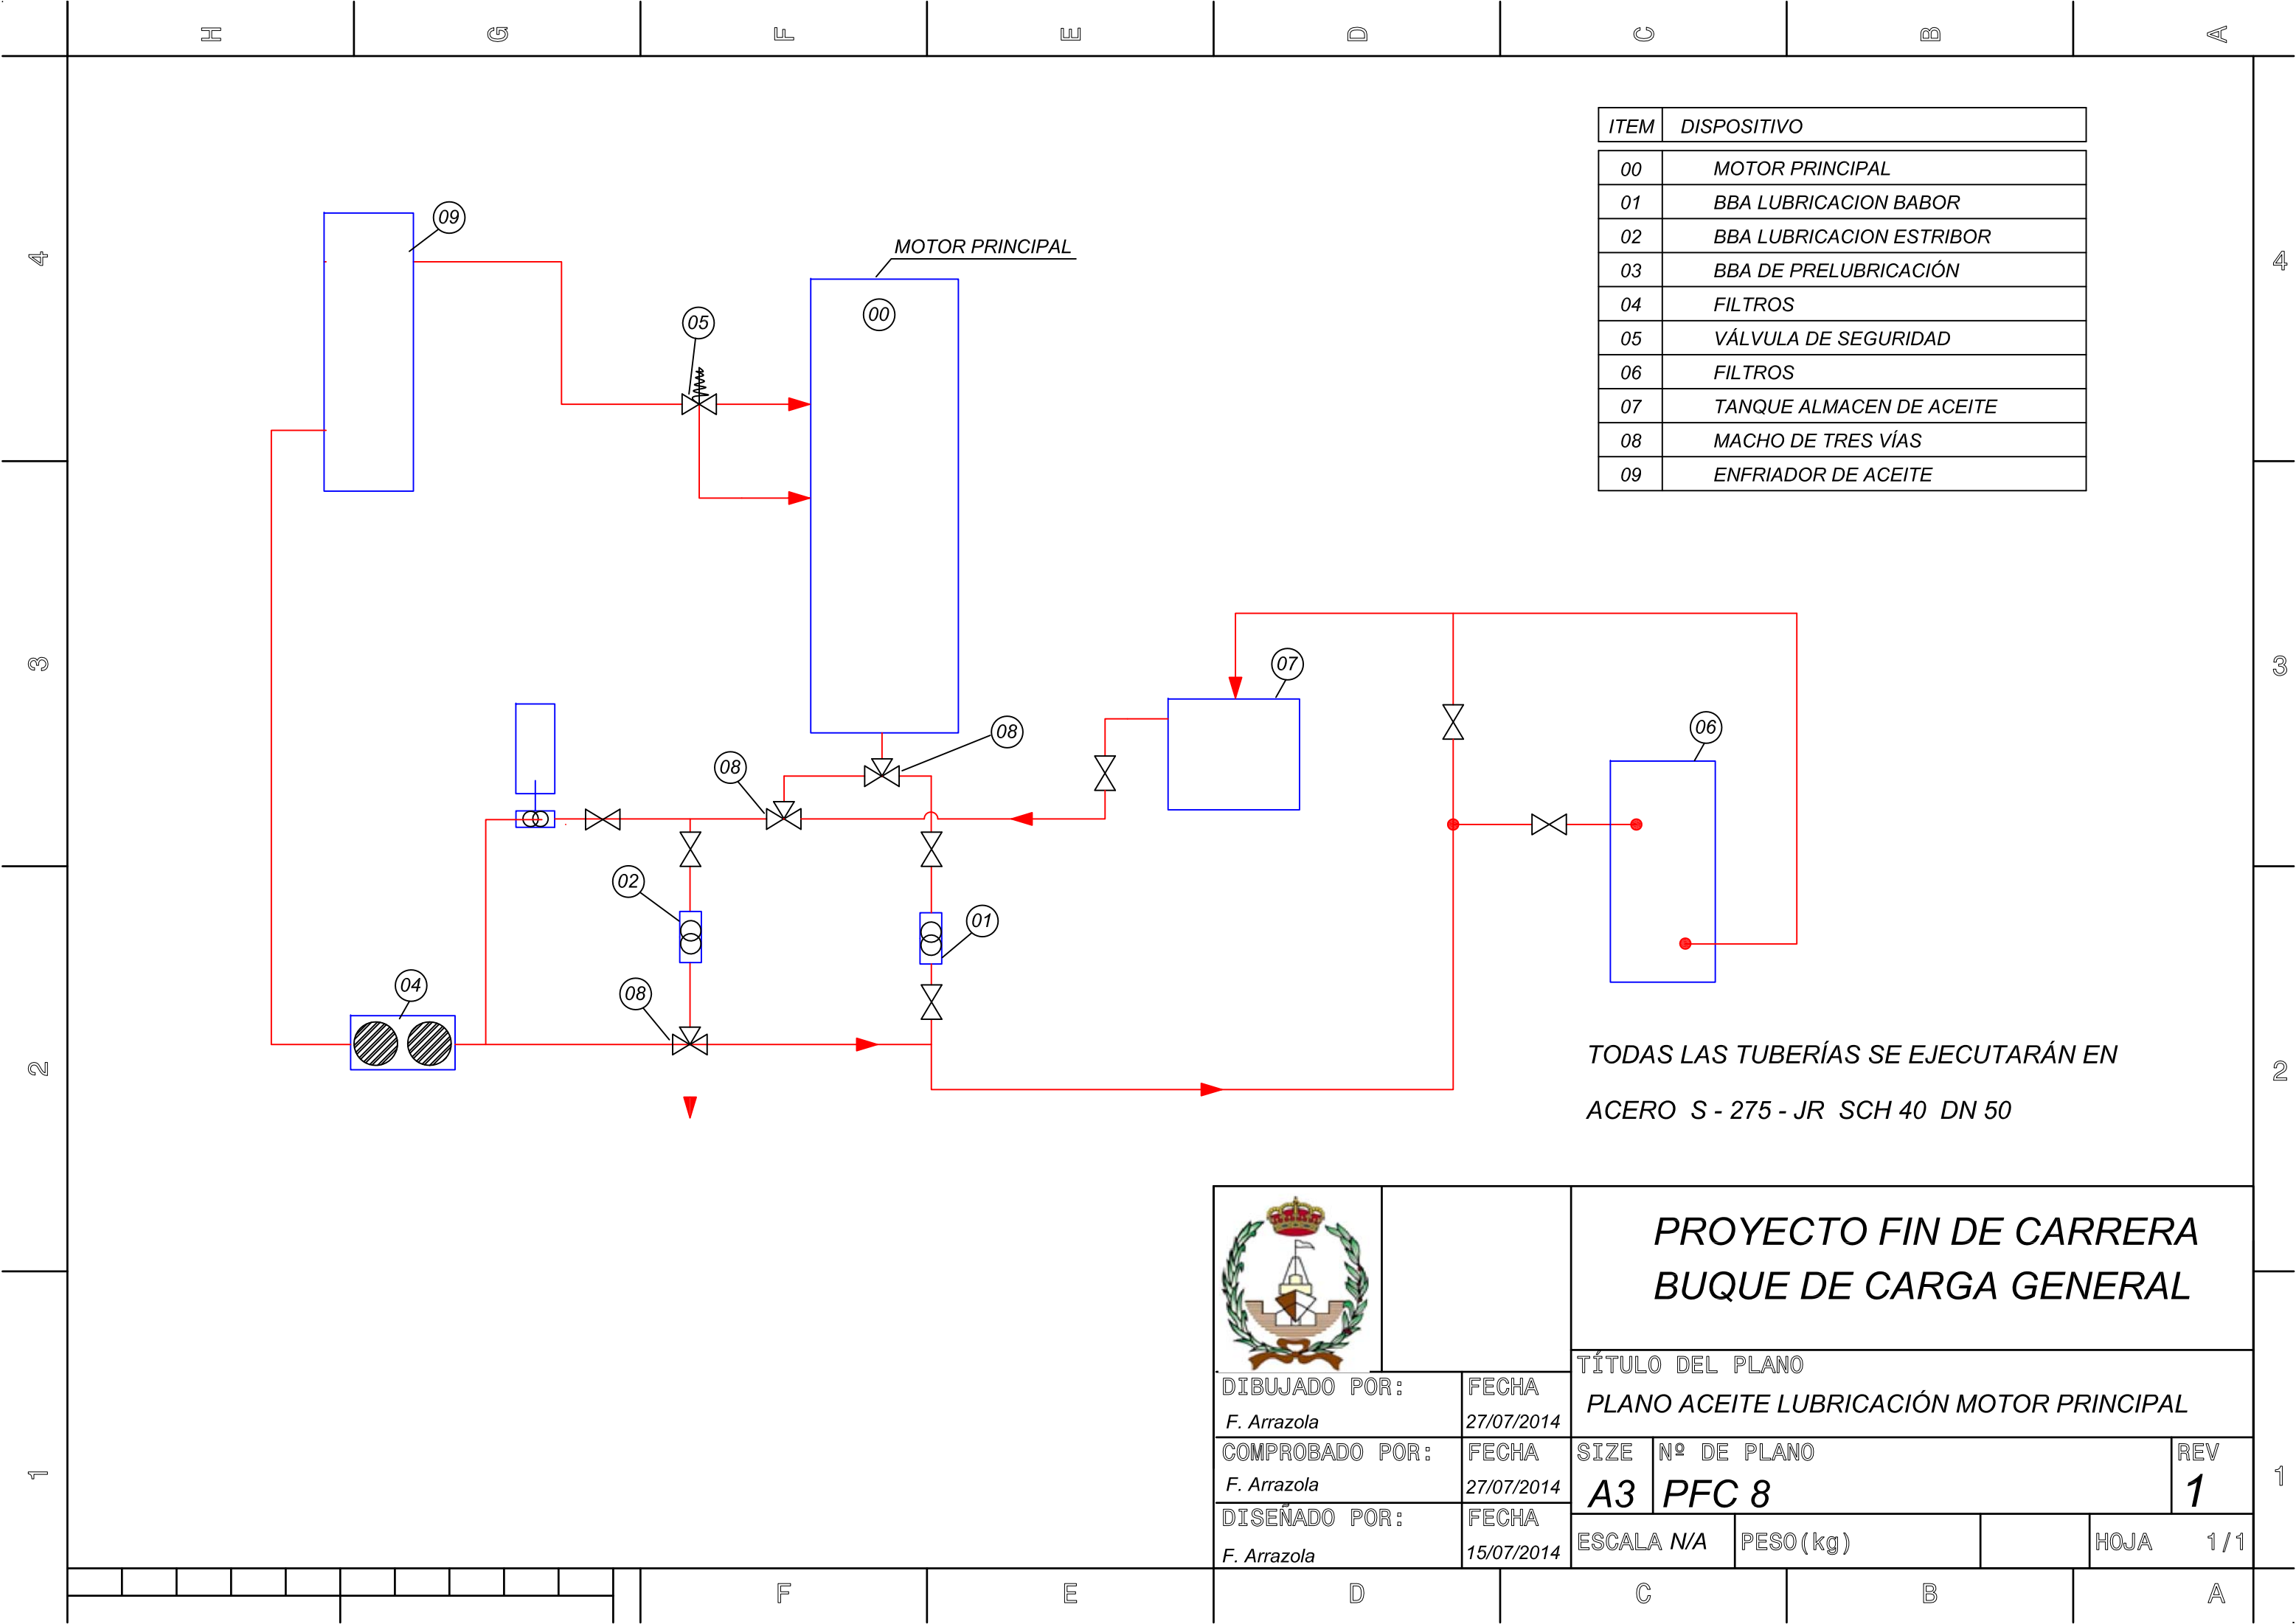 H G F E D C B A
ITEM DISPOSITIVO
00 MOTOR PRINCIPAL
01 BBA LUBRICACION BABOR
02 BBA LUBRICACION ESTRIBOR
03 BBA DE PRELUBRICACIÓN
04 FILTROS
05 VÁLVULA DE SEGURIDAD
06 FILTROS
07 TANQUE ALMACEN DE ACEITE
08 MACHO DE TRES VÍAS
09 ENFRIADOR DE ACEITE
09
MOTOR PRINCIPAL
4
4
00
05
3
3
07
06
08
08
02
01
04
08
2
2
TODAS LAS TUBERÍAS SE EJECUTARÁN EN
ACERO S - 275 - JR SCH 40 DN 50
PROYECTO FIN DE CARRERA
BUQUE DE CARGA GENERAL
TÍTULO DEL PLANO
PLANO ACEITE LUBRICACIÓN MOTOR PRINCIPAL
DIBUJADO POR: FECHA
F. Arrazola 27/07/2014
COMPROBADO POR: FECHA
F. Arrazola 27/07/2014
DISEÑADO POR: FECHA
F. Arrazola 15/07/2014
SIZE Nº DE PLANO REV
A3 PFC 8 1
ESCALA N/A PESO(kg) HOJA 1/1
1
1
F E D C B A